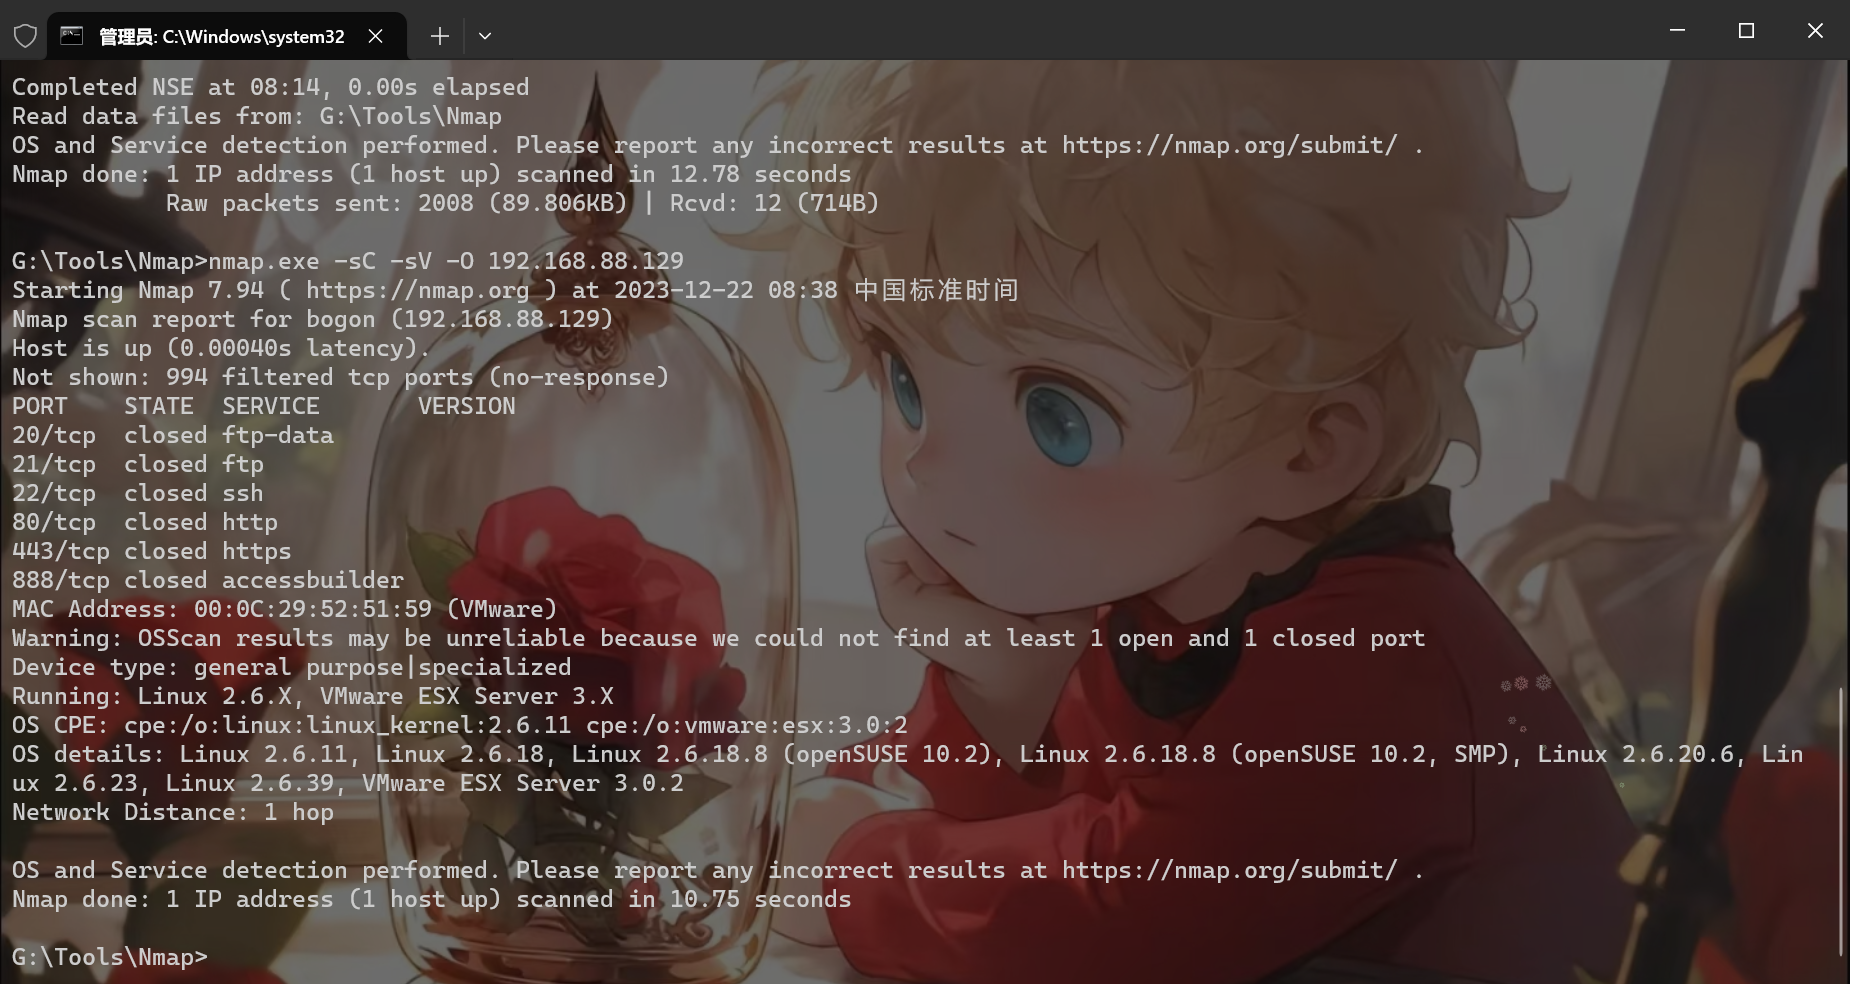 管理员: C:\Windows\system32
Completed NSE at 08:14, 0.00s elapsed
Read data files from: G:\Tools\Nmap
OS and Service detection performed. Please report any incorrect results at https://nmap.org/submit/ .
Nmap done: 1 IP address (1 host up) scanned in 12.78 seconds
           Raw packets sent: 2008 (89.806KB) | Rcvd: 12 (714B)
G:\Tools\Nmap>nmap.exe -sC -sV -O 192.168.88.129
Starting Nmap 7.94 ( https://nmap.org ) at 2023-12-22 08:38 中国标准时间
Nmap scan report for bogon (192.168.88.129)
Host is up (0.00040s latency).
Not shown: 994 filtered tcp ports (no-response)
PORT    STATE  SERVICE       VERSION
20/tcp  closed ftp-data
21/tcp  closed ftp
22/tcp  closed ssh
80/tcp  closed http
443/tcp closed https
888/tcp closed accessbuilder
MAC Address: 00:0C:29:52:51:59 (VMware)
Warning: OSScan results may be unreliable because we could not find at least 1 open and 1 closed port
Device type: general purpose|specialized
Running: Linux 2.6.X, VMware ESX Server 3.X
OS CPE: cpe:/o:linux:linux_kernel:2.6.11 cpe:/o:vmware:esx:3.0:2
OS details: Linux 2.6.11, Linux 2.6.18, Linux 2.6.18.8 (openSUSE 10.2), Linux 2.6.18.8 (openSUSE 10.2, SMP), Linux 2.6.20.6, Lin
ux 2.6.23, Linux 2.6.39, VMware ESX Server 3.0.2
Network Distance: 1 hop
OS and Service detection performed. Please report any incorrect results at https://nmap.org/submit/ .
Nmap done: 1 IP address (1 host up) scanned in 10.75 seconds
G:\Tools\Nmap>